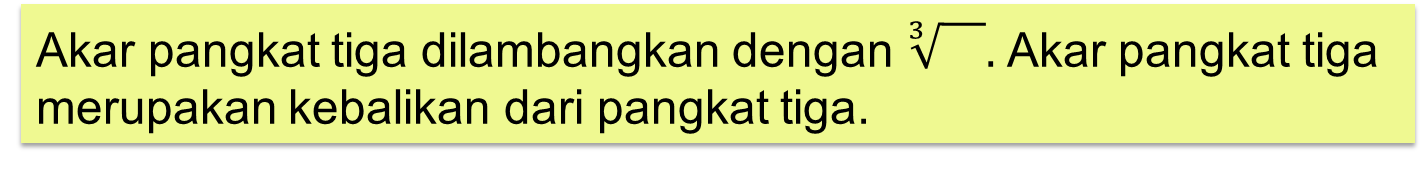 Akar pangkat tiga dilambangkan dengan ∛‾. Akar pangkat tiga
merupakan kebalikan dari pangkat tiga.